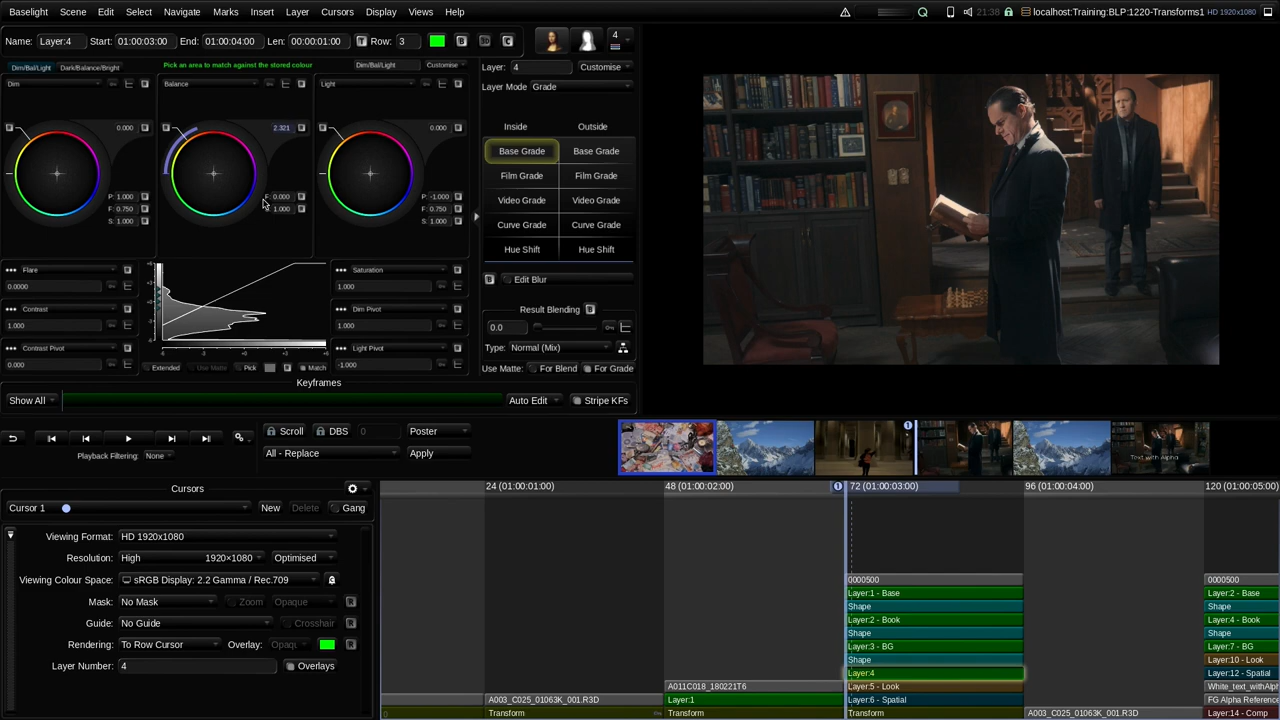 Baselight Scene Edit Select Navigate Marks Insert Layer Cursors Display Views Help 21:38 localhost:Training:BLP:1220-Transforms1 HD 1920x1080
Name: Layer:4 Start: 01:00:03:00 End: 01:00:04:00 Len: 00:00:01:00 Row: 3 4
Dim/Bal/Light Dark/Balance/Bright Pick an area to match against the stored colour Dim/Bal/Light Customise
Layer: 4 Customise
Dim Balance Light
Layer Mode Grade
0.000 2.321 0.000
Inside Outside
Base Grade Base Grade
Film Grade Film Grade
P: 1.000 F: 0.000 P: -1.000
Video Grade Video Grade
F: 0.750 1.000 F: 0.750
S: 1.000 S: 1.000
Curve Grade Curve Grade
Hue Shift Hue Shift
Flare Saturation
0.0000 1.000
Edit Blur
Contrast Dim Pivot
Result Blending
1.000 1.000
0.0
Contrast Pivot Light Pivot
Type: Normal (Mix)
0.000 -1.000
Extended Use Matte Pick Match
Use Matte: For Blend For Grade
Keyframes
Show All Auto Edit Stripe KFs
Scroll DBS 0 Poster
Playback Filtering: None All - Replace Apply
Text with Alpha
Cursors
24 (01:00:01:00) 48 (01:00:02:00) 72 (01:00:03:00) 96 (01:00:04:00) 120 (01:00:05:00)
Cursor 1 New Delete Gang
Viewing Format: HD 1920x1080
Resolution: High 1920×1080 Optimised
Viewing Colour Space: sRGB Display: 2.2 Gamma / Rec.709
Mask: No Mask Zoom Opaque
Guide: No Guide Crosshair
Rendering: To Row Cursor Overlay:
Layer Number: 4 Overlays
0000500 0000500
Layer:1 - Base Layer:2 - Base
Shape Shape
Layer:2 - Book Layer:4 - Book
Shape Shape
Layer:3 - BG Layer:7 - BG
Shape Layer:10 - Look
Layer:4 Layer:12 - Spatial
A011C018_180221T6 Layer:5 - Look
A003_C025_01063K_001.R3D Layer:1 Layer:6 - Spatial
Transform Transform Transform A003_C025_01063K_001.R3D Layer:14 - Comp